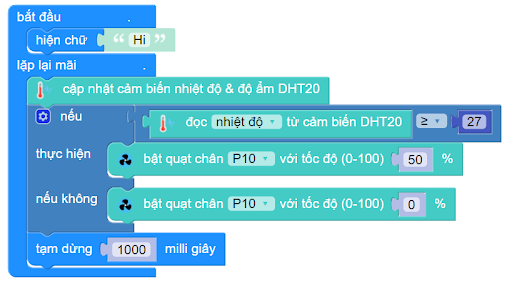 bắt đầu
hiện chữ “ Hi ”
lặp lại mãi
cập nhật cảm biến nhiệt độ & độ ẩm DHT20
nếu đọc nhiệt độ từ cảm biến DHT20 ≥ 27
thực hiện bật quạt chân P10 với tốc độ (0-100) 50 %
nếu không bật quạt chân P10 với tốc độ (0-100) 0 %
tạm dừng 1000 milli giây